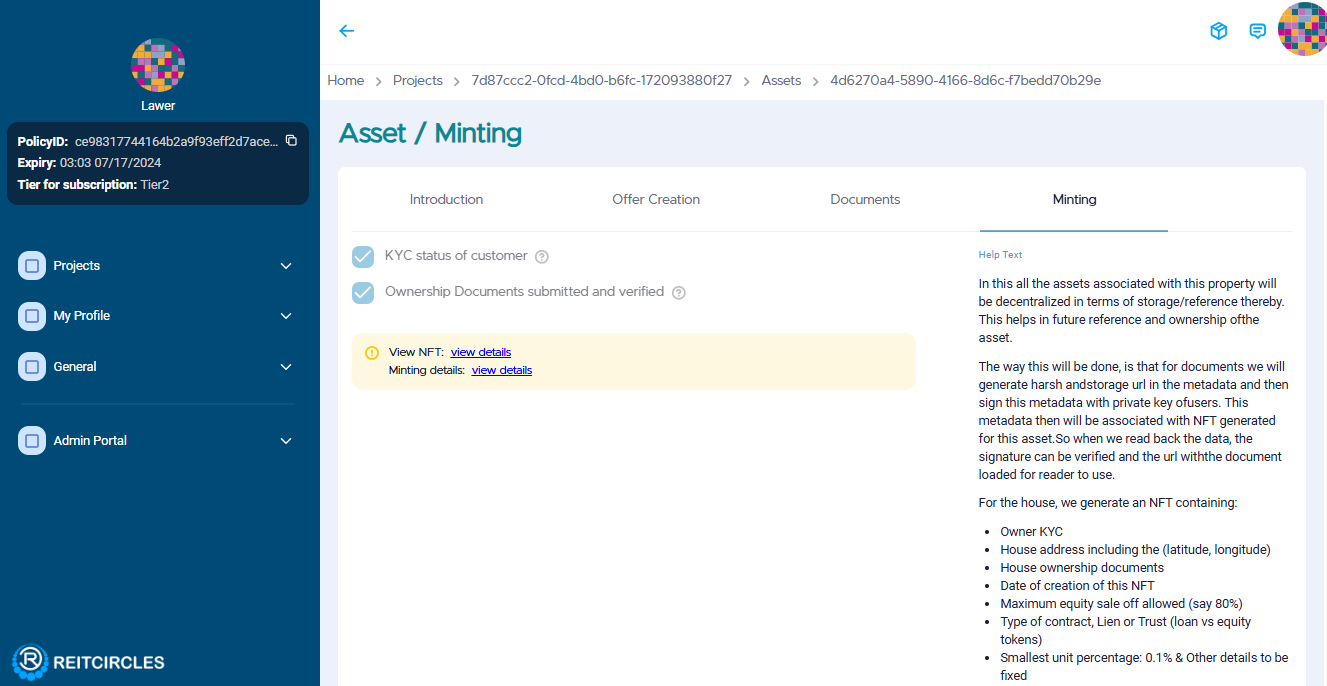 Lawer
PolicyID: ce98317744164b2a9f93eff2d7ace...
Expiry: 03:03 07/17/2024
Tier for subscription: Tier2
Projects
My Profile
General
Admin Portal
REITCIRCLES
Home > Projects > 7d87ccc2-0fcd-4bd0-b6fc-172093880f27 > Assets > 4d6270a4-5890-4166-8d6c-f7bedd70b29e
Asset / Minting
Introduction Offer Creation Documents Minting
KYC status of customer ?
Ownership Documents submitted and verified ?
View NFT: view details
Minting details: view details
Help Text
In this all the assets associated with this property will
be decentralized in terms of storage/reference thereby.
This helps in future reference and ownership ofthe
asset.
The way this will be done, is that for documents we will
generate harsh andstorage url in the metadata and then
sign this metadata with private key ofusers. This
metadata then will be associated with NFT generated
for this asset.So when we read back the data, the
signature can be verified and the url withthe document
loaded for reader to use.
For the house, we generate an NFT containing:
• Owner KYC
• House address including the (latitude, longitude)
• House ownership documents
• Date of creation of this NFT
• Maximum equity sale off allowed (say 80%)
• Type of contract, Lien or Trust (loan vs equity
tokens)
• Smallest unit percentage: 0.1% & Other details to be
fixed